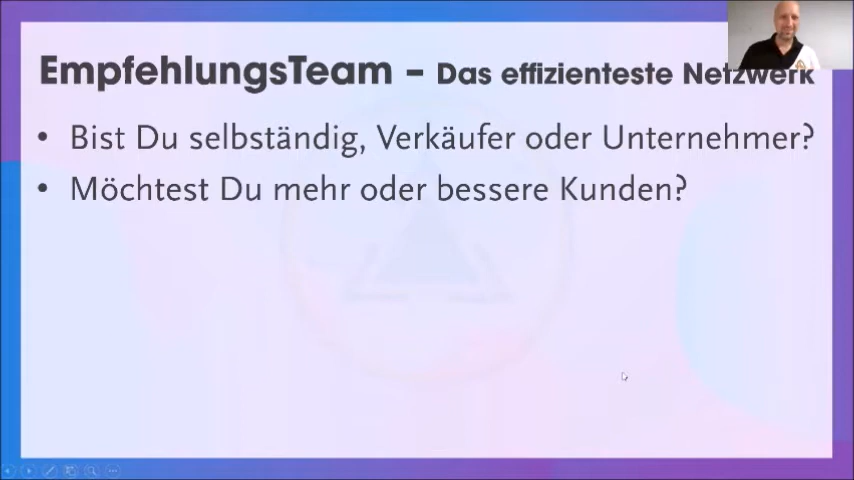 EmpfehlungsTeam – Das effizienteste Netzwerk
• Bist Du selbständig, Verkäufer oder Unternehmer?
• Möchtest Du mehr oder bessere Kunden?